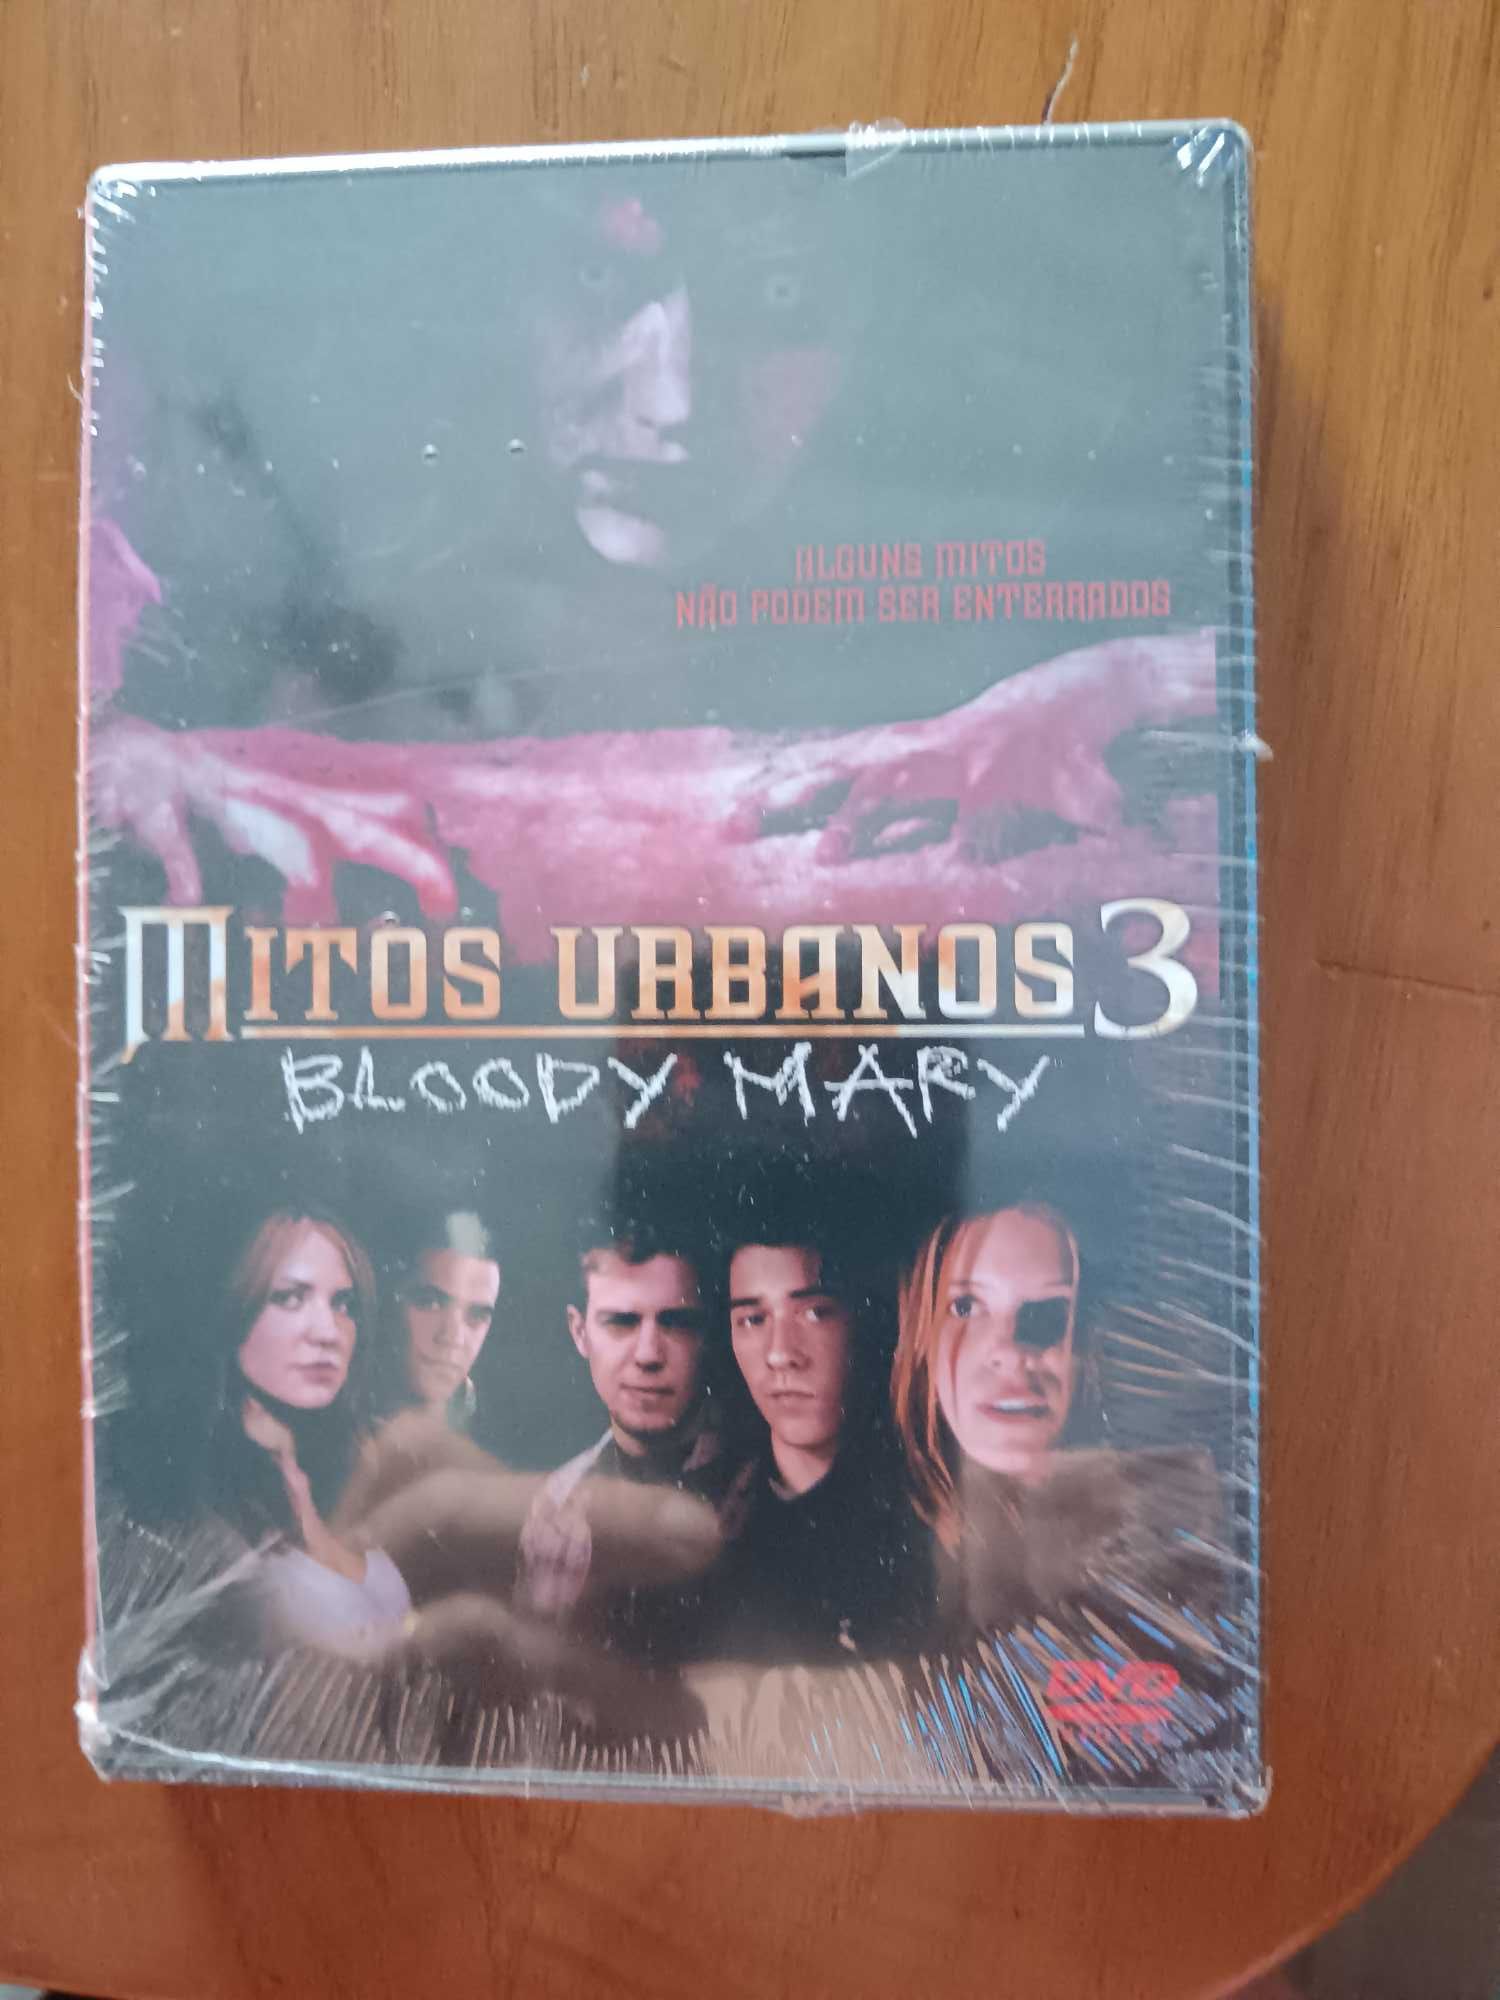 ALGUNS MITOS
NÃO PODEM SER ENTERRADOS
MITOS URBANOS 3
BLOODY MARY
DVD